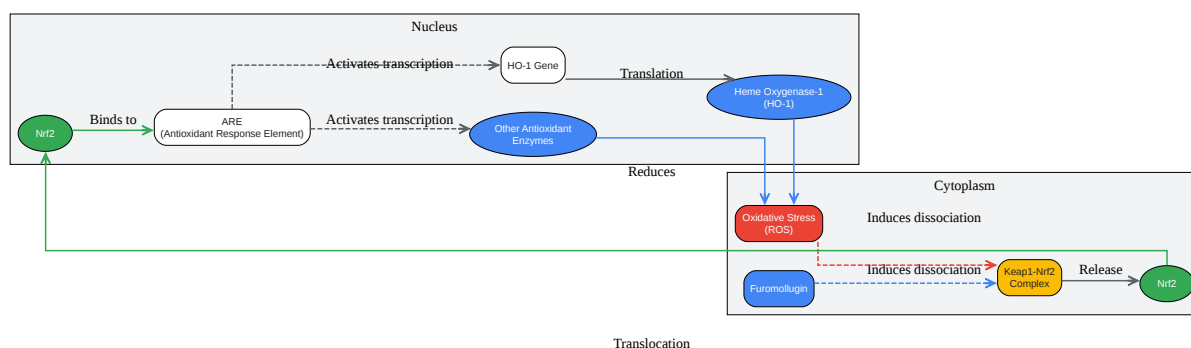 Nucleus
Activates transcription
HO-1 Gene
Translation
Heme Oxygenase-1
(HO-1)
Nrf2
Binds to
ARE
(Antioxidant Response Element)
Activates transcription
Other Antioxidant
Enzymes
Reduces
Cytoplasm
Oxidative Stress
(ROS)
Induces dissociation
Furomollugin
Induces dissociation
Keap1-Nrf2
Complex
Release
Nrf2
Translocation